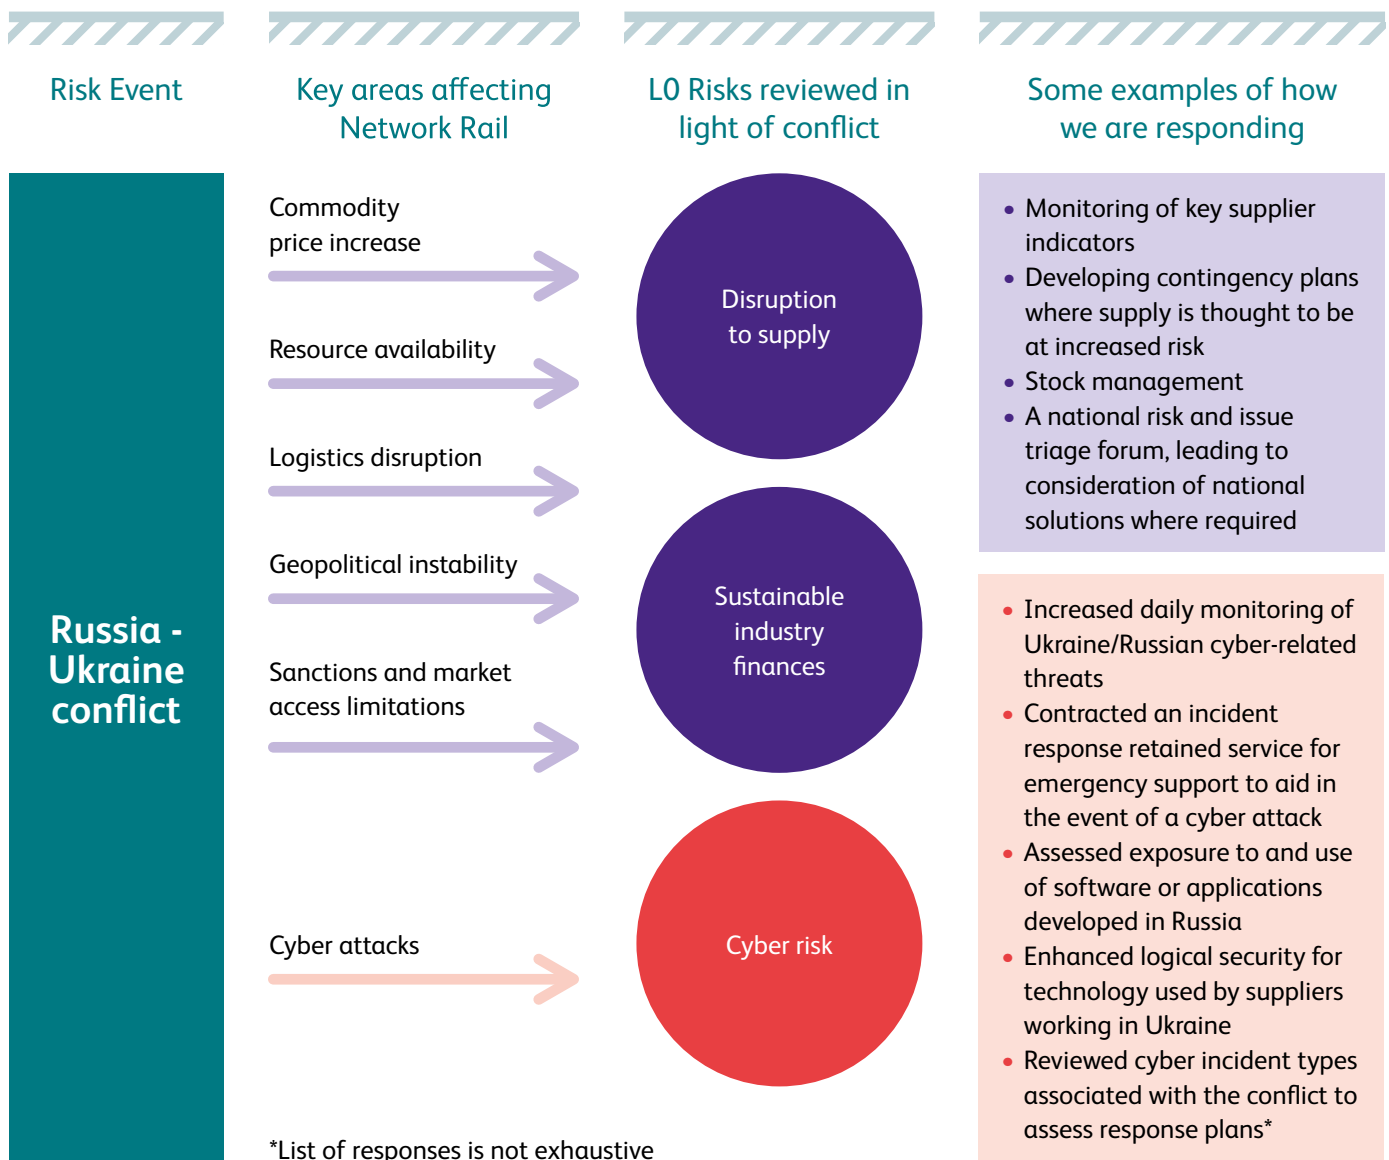 Risk Event
Key areas affecting
Network Rail
L0 Risks reviewed in
light of conflict
Some examples of how
we are responding
Russia -
Ukraine
conflict
Commodity
price increase
Resource availability
Logistics disruption
Geopolitical instability
Sanctions and market
access limitations
Cyber attacks
Disruption
to supply
Sustainable
industry
finances
Cyber risk
• Monitoring of key supplier
indicators
• Developing contingency plans
where supply is thought to be
at increased risk
• Stock management
• A national risk and issue
triage forum, leading to
consideration of national
solutions where required
• Increased daily monitoring of
Ukraine/Russian cyber-related
threats
• Contracted an incident
response retained service for
emergency support to aid in
the event of a cyber attack
• Assessed exposure to and use
of software or applications
developed in Russia
• Enhanced logical security for
technology used by suppliers
working in Ukraine
• Reviewed cyber incident types
associated with the conflict to
assess response plans*
*List of responses is not exhaustive